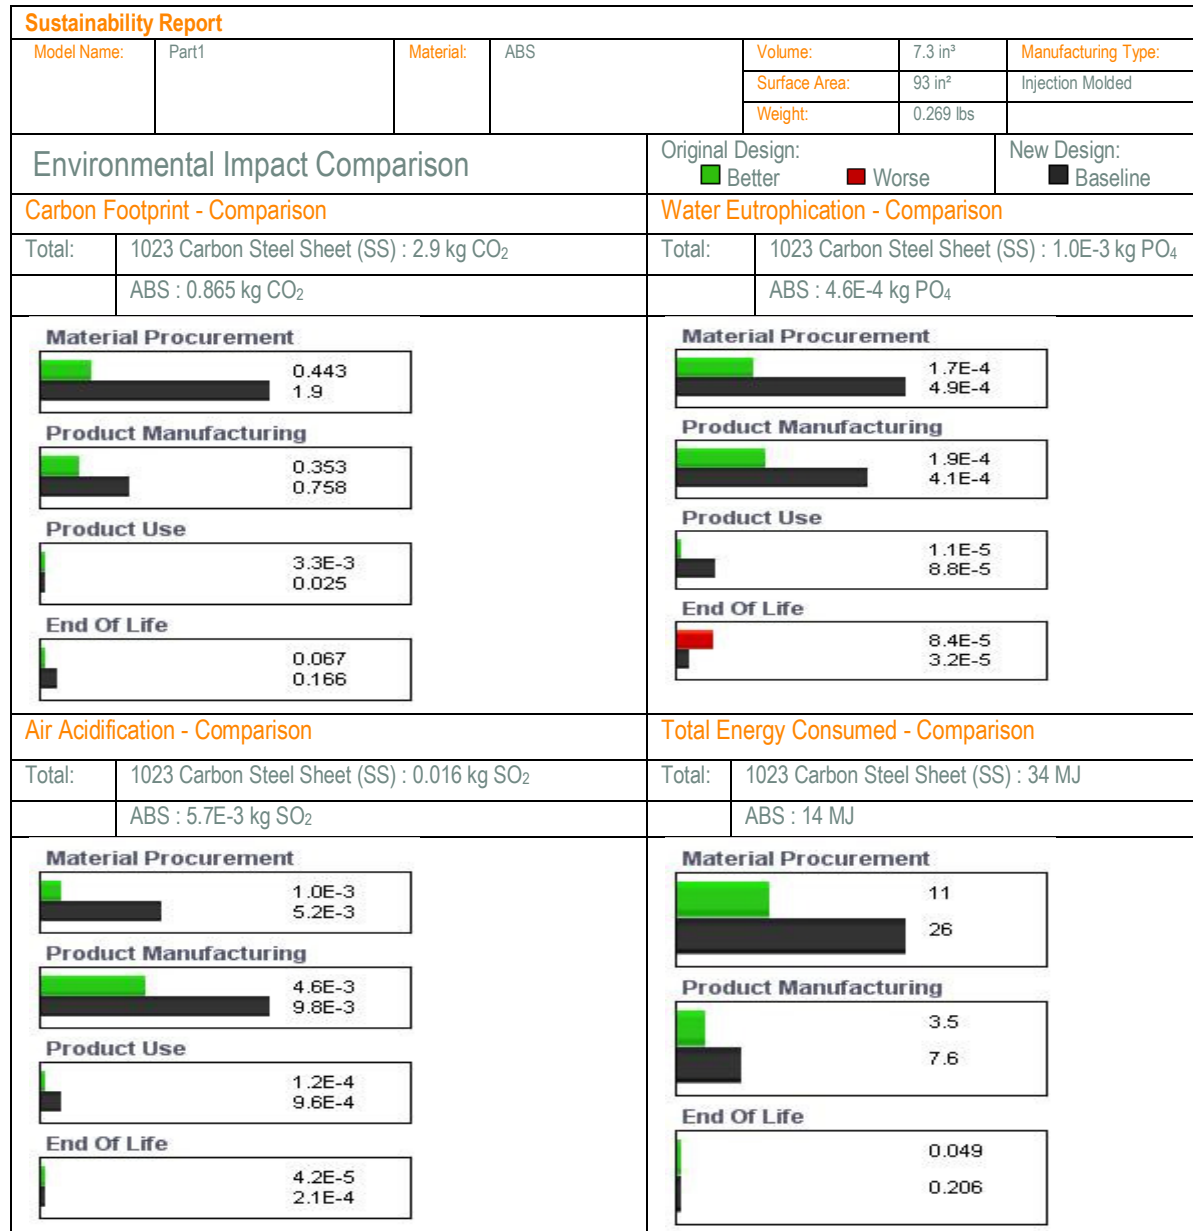 Sustainability Report
Model Name: Part1 Material: ABS Volume: 7.3 in³ Manufacturing Type:
Surface Area: 93 in² Injection Molded
Weight: 0.269 lbs
Environmental Impact Comparison
Original Design: New Design:
Better Worse Baseline
Carbon Footprint - Comparison
Total: 1023 Carbon Steel Sheet (SS) : 2.9 kg CO₂
ABS : 0.865 kg CO₂
Material Procurement
0.443
1.9
Product Manufacturing
0.353
0.758
Product Use
3.3E-3
0.025
End Of Life
0.067
0.166
Water Eutrophication - Comparison
Total: 1023 Carbon Steel Sheet (SS) : 1.0E-3 kg PO₄
ABS : 4.6E-4 kg PO₄
Material Procurement
1.7E-4
4.9E-4
Product Manufacturing
1.9E-4
4.1E-4
Product Use
1.1E-5
8.8E-5
End Of Life
8.4E-5
3.2E-5
Air Acidification - Comparison
Total: 1023 Carbon Steel Sheet (SS) : 0.016 kg SO₂
ABS : 5.7E-3 kg SO₂
Material Procurement
1.0E-3
5.2E-3
Product Manufacturing
4.6E-3
9.8E-3
Product Use
1.2E-4
9.6E-4
End Of Life
4.2E-5
2.1E-4
Total Energy Consumed - Comparison
Total: 1023 Carbon Steel Sheet (SS) : 34 MJ
ABS : 14 MJ
Material Procurement
11
26
Product Manufacturing
3.5
7.6
End Of Life
0.049
0.206